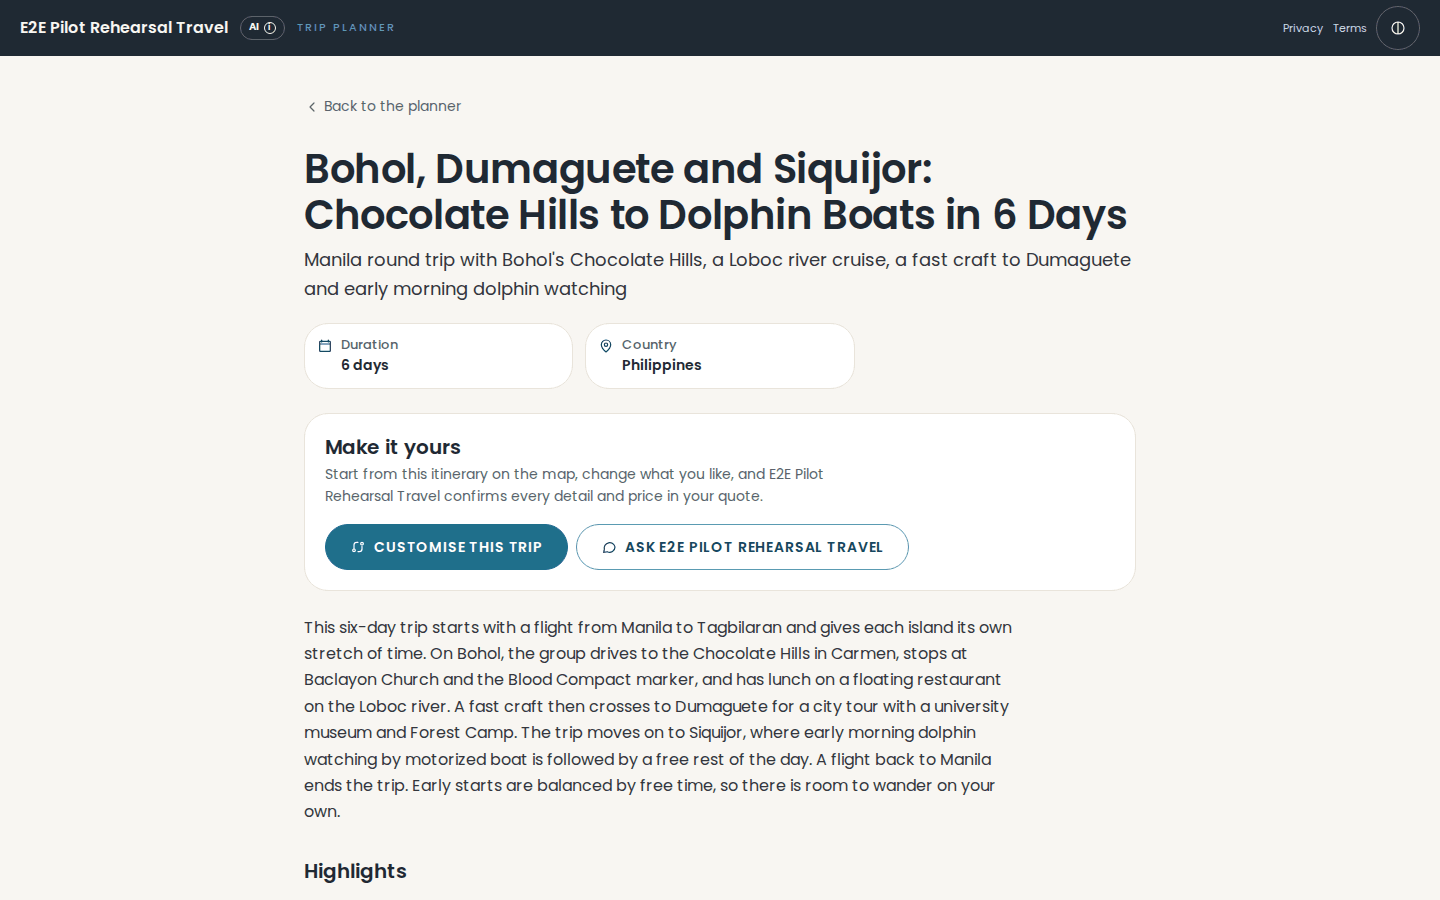 E2E Pilot Rehearsal Travel
AI
TRIP PLANNER
Privacy
Terms
Back to the planner
Bohol, Dumaguete and Siquijor:
Chocolate Hills to Dolphin Boats in 6 Days
Manila round trip with Bohol's Chocolate Hills, a Loboc river cruise, a fast craft to Dumaguete
and early morning dolphin watching
Duration
6 days
Country
Philippines
Make it yours
Start from this itinerary on the map, change what you like, and E2E Pilot
Rehearsal Travel confirms every detail and price in your quote.
CUSTOMISE THIS TRIP
ASK E2E PILOT REHEARSAL TRAVEL
This six-day trip starts with a flight from Manila to Tagbilaran and gives each island its own
stretch of time. On Bohol, the group drives to the Chocolate Hills in Carmen, stops at
Baclayon Church and the Blood Compact marker, and has lunch on a floating restaurant
on the Loboc river. A fast craft then crosses to Dumaguete for a city tour with a university
museum and Forest Camp. The trip moves on to Siquijor, where early morning dolphin
watching by motorized boat is followed by a free rest of the day. A flight back to Manila
ends the trip. Early starts are balanced by free time, so there is room to wander on your
own.
Highlights